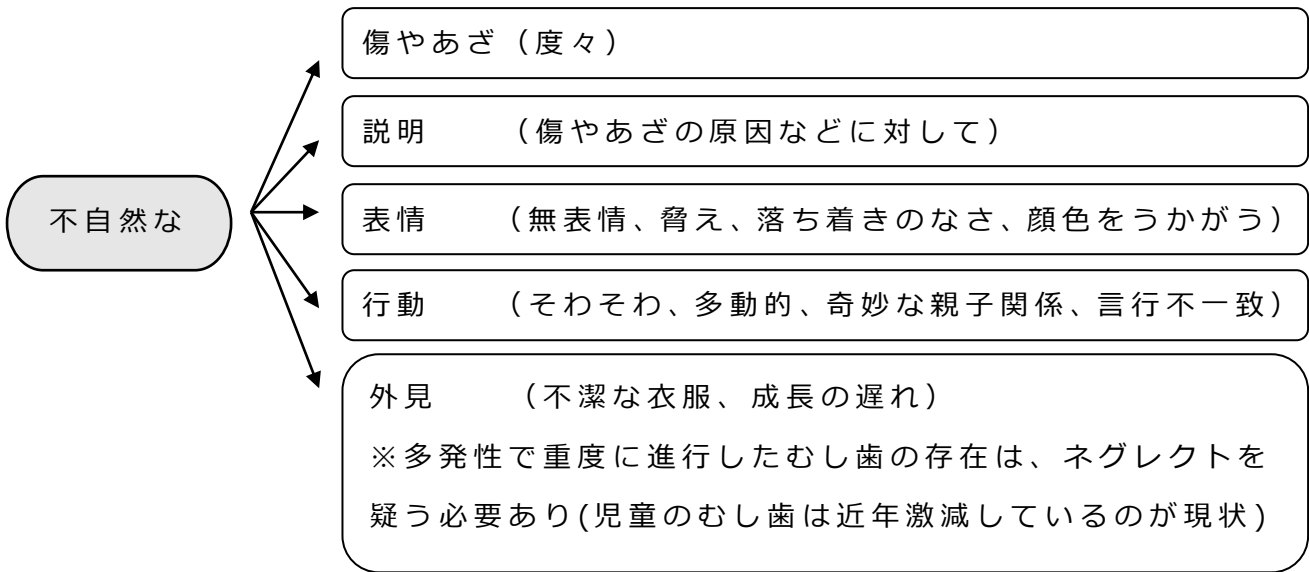 傷やあざ（度々）
説明　　（傷やあざの原因などに対して）
不自然な
表情　　（無表情、脅え、落ち着きのなさ、顔色をうかがう）
行動　　（そわそわ、多動的、奇妙な親子関係、言行不一致）
外見　　（不潔な衣服、成長の遅れ）
※多発性で重度に進行したむし歯の存在は、ネグレクトを
疑う必要あり(児童のむし歯は近年激減しているのが現状)